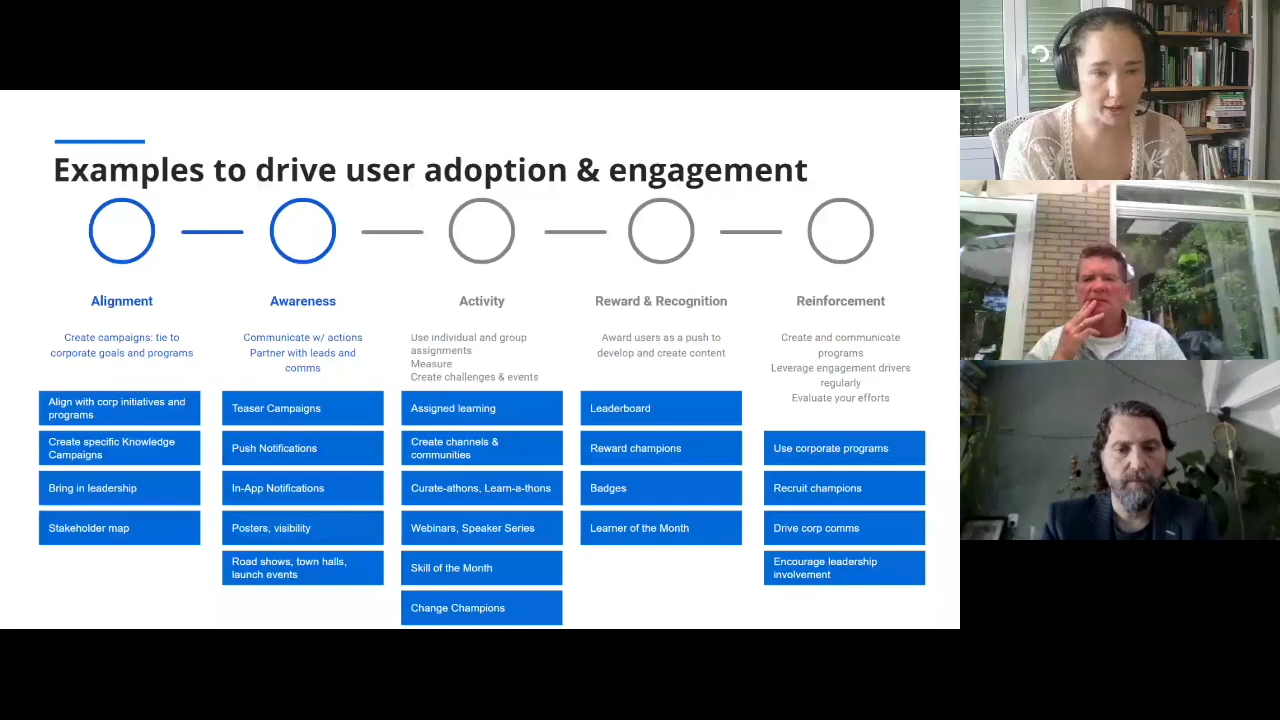 Examples to drive user adoption & engagement
Alignment
Create campaigns: tie to
corporate goals and programs
Align with corp initiatives and
programs
Create specific Knowledge
Campaigns
Bring in leadership
Stakeholder map
Awareness
Communicate w/ actions
Partner with leads and
comms
Teaser Campaigns
Push Notifications
In-App Notifications
Posters, visibility
Road shows, town halls,
launch events
Activity
Use individual and group
assignments
Measure
Create challenges & events
Assigned learning
Create channels &
communities
Curate-athons, Learn-a-thons
Webinars, Speaker Series
Skill of the Month
Change Champions
Reward & Recognition
Award users as a push to
develop and create content
Leaderboard
Reward champions
Badges
Learner of the Month
Reinforcement
Create and communicate
programs
Leverage engagement drivers
regularly
Evaluate your efforts
Use corporate programs
Recruit champions
Drive corp comms
Encourage leadership
involvement